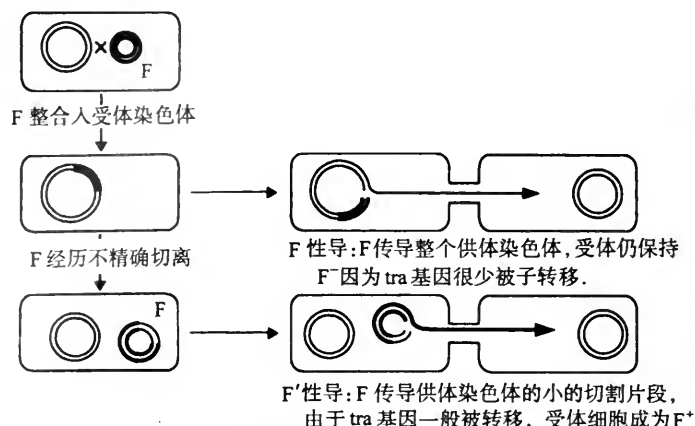 ×
F
F 整合入受体染色体
F 经历不精确切离
F 性导:F传导整个供体染色体,受体仍保持
F⁻因为 tra 基因很少被子转移.
F
F′性导:F 传导供体染色体的小的切割片段,
由于 tra 基因一般被转移, 受体细胞成为F⁺